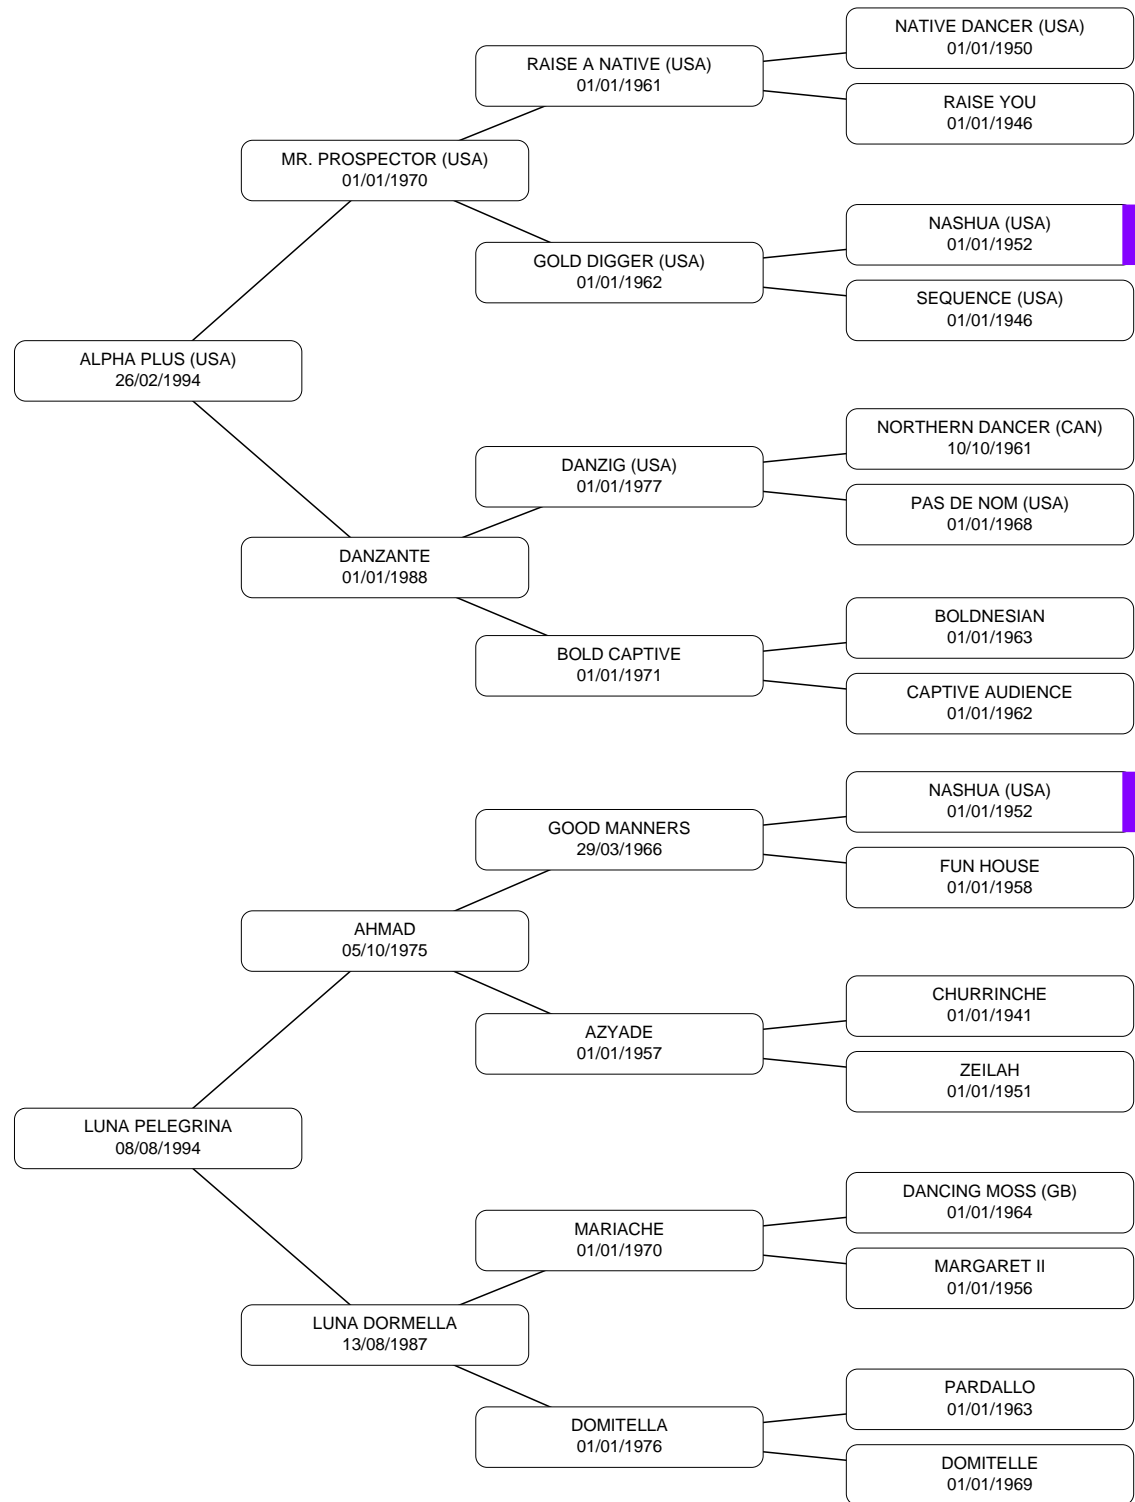 NATIVE DANCER (USA)
01/01/1950
RAISE A NATIVE (USA)
01/01/1961
RAISE YOU
01/01/1946
MR. PROSPECTOR (USA)
01/01/1970
NASHUA (USA)
01/01/1952
GOLD DIGGER (USA)
01/01/1962
SEQUENCE (USA)
01/01/1946
ALPHA PLUS (USA)
26/02/1994
NORTHERN DANCER (CAN)
10/10/1961
DANZIG (USA)
01/01/1977
PAS DE NOM (USA)
01/01/1968
DANZANTE
01/01/1988
BOLDNESIAN
01/01/1963
BOLD CAPTIVE
01/01/1971
CAPTIVE AUDIENCE
01/01/1962
NASHUA (USA)
01/01/1952
GOOD MANNERS
29/03/1966
FUN HOUSE
01/01/1958
AHMAD
05/10/1975
CHURRINCHE
01/01/1941
AZYADE
01/01/1957
ZEILAH
01/01/1951
LUNA PELEGRINA
08/08/1994
DANCING MOSS (GB)
01/01/1964
MARIACHE
01/01/1970
MARGARET II
01/01/1956
LUNA DORMELLA
13/08/1987
PARDALLO
01/01/1963
DOMITELLA
01/01/1976
DOMITELLE
01/01/1969